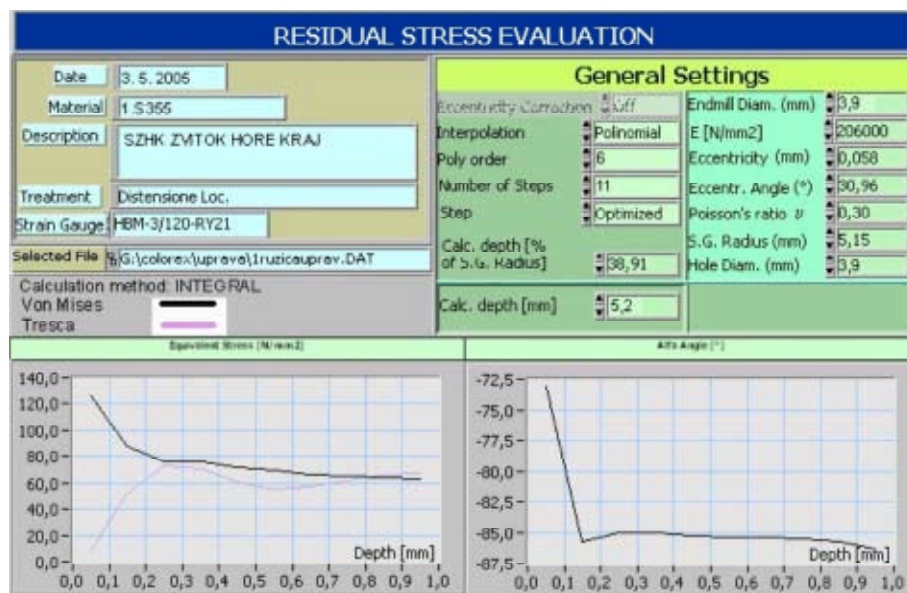 RESIDUAL STRESS EVALUATION
Date 3. 5. 2005
Material 1 S355
Description SZHK ZVITOK HORE KRAJ
Treatment Distensione Loc.
Strain Gauge HBM-3/120-RY21
Selected File % G:\colorex\uprava\1ruzicauprav.DAT
Calculation method: INTEGRAL
Von Mises
Tresca
General Settings
Eccentricity Correction Off
Interpolation Polinomial
Poly order 6
Number of Steps 11
Step Optimized
Calc. depth [%
of S.G. Radius] 38,91
Calc. depth [mm] 5,2
Endmill Diam. (mm) 3,9
E [N/mm2] 206000
Eccentricity (mm) 0,058
Eccentr. Angle (°) 30,96
Poisson's ratio ν 0,30
S.G. Radius (mm) 5,15
Hole Diam. (mm) 3,9
Equivalent Stress [N/mm2]
140,0
120,0
100,0
80,0
60,0
40,0
20,0
0,0
Depth [mm]
0,0 0,1 0,2 0,3 0,4 0,5 0,6 0,7 0,8 0,9 1,0
Alfa Angle [°]
-72,5
-75,0
-77,5
-80,0
-82,5
-85,0
-87,5
Depth [mm]
0,0 0,1 0,2 0,3 0,4 0,5 0,6 0,7 0,8 0,9 1,0